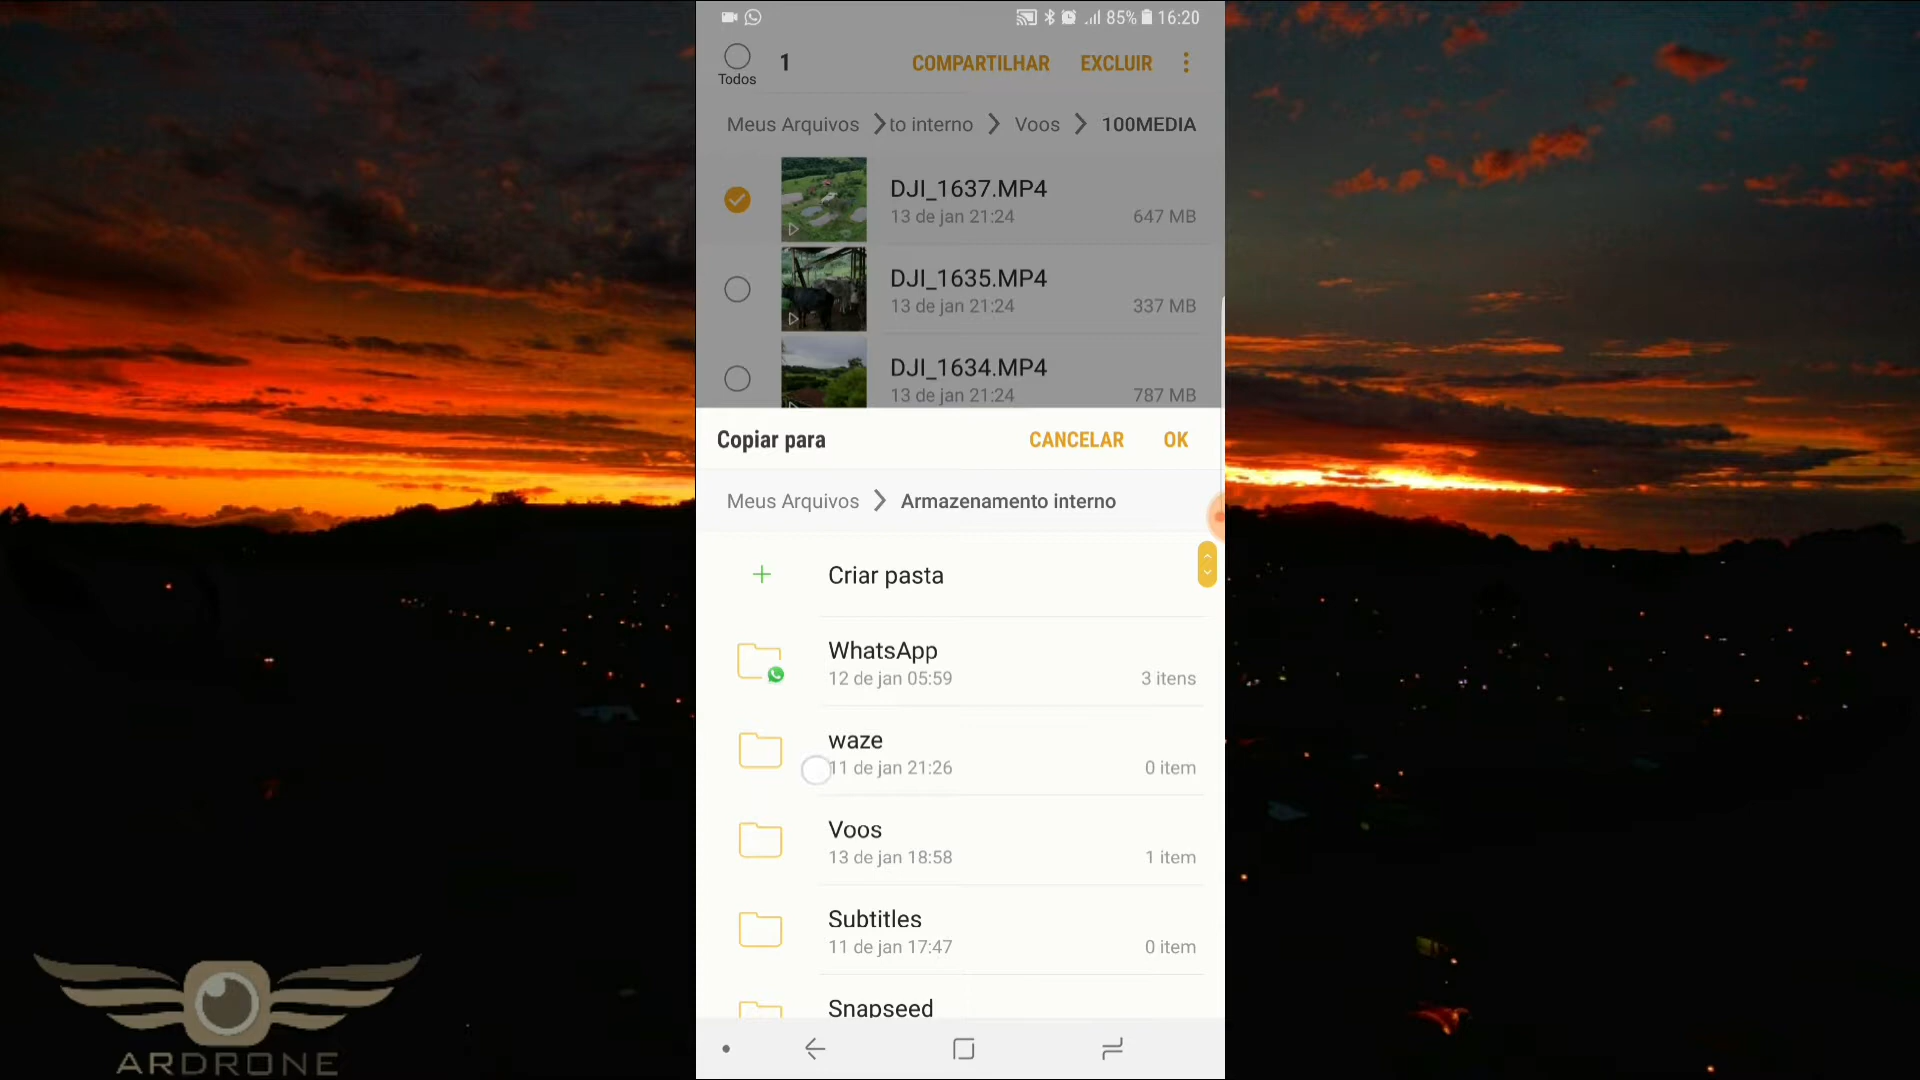 85% 16:20
Todos
1
COMPARTILHAR
EXCLUIR
Meus Arquivos
to interno
Voos
100MEDIA
DJI_1637.MP4
13 de jan 21:24
647 MB
DJI_1635.MP4
13 de jan 21:24
337 MB
DJI_1634.MP4
13 de jan 21:24
787 MB
Copiar para
CANCELAR
OK
Meus Arquivos
Armazenamento interno
Criar pasta
WhatsApp
12 de jan 05:59
3 itens
waze
11 de jan 21:26
0 item
Voos
13 de jan 18:58
1 item
Subtitles
11 de jan 17:47
0 item
Snapseed
ARDRONE